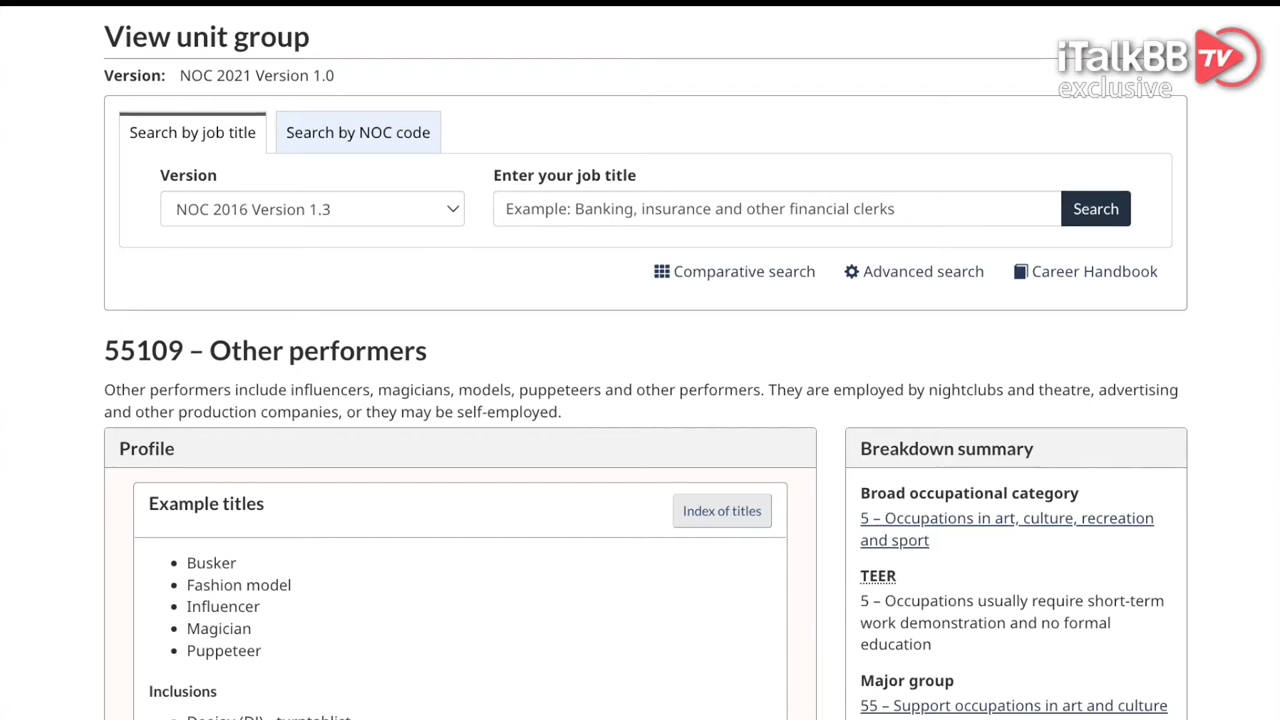 View unit group
iTalkBB TV
exclusive
Version: NOC 2021 Version 1.0
Search by job title
Search by NOC code
Version
Enter your job title
NOC 2016 Version 1.3
Example: Banking, insurance and other financial clerks
Search
Comparative search
Advanced search
Career Handbook
55109 – Other performers
Other performers include influencers, magicians, models, puppeteers and other performers. They are employed by nightclubs and theatre, advertising
and other production companies, or they may be self-employed.
Profile
Example titles
Index of titles
Busker
Fashion model
Influencer
Magician
Puppeteer
Inclusions
Deejay (DJ) - turntablist
Breakdown summary
Broad occupational category
5 – Occupations in art, culture, recreation
and sport
TEER
5 – Occupations usually require short-term
work demonstration and no formal
education
Major group
55 – Support occupations in art and culture